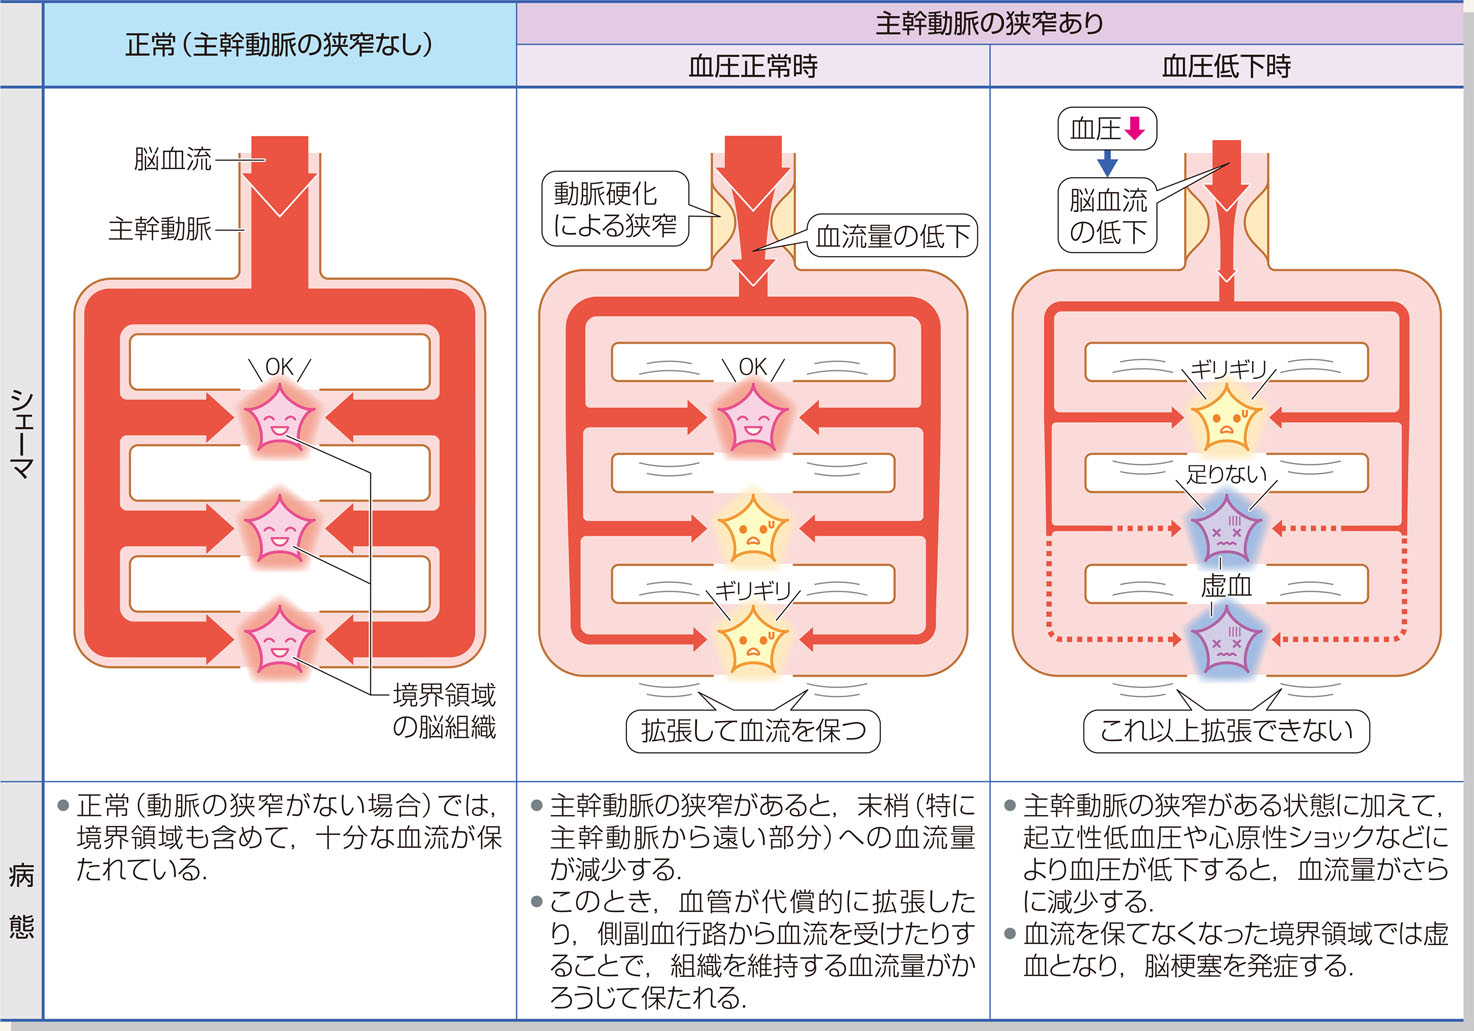 正常（主幹動脈の狭窄なし）
主幹動脈の狭窄あり
血圧正常時
血圧低下時
シェーマ
脳血流
主幹動脈
OK
境界領域
の脳組織
動脈硬化
による狭窄
血流量の低下
OK
ギリギリ
拡張して血流を保つ
血圧
脳血流
の低下
ギリギリ
足りない
虚血
これ以上拡張できない
病態
●正常（動脈の狭窄がない場合）では，
境界領域も含めて，十分な血流が保
たれている．
●主幹動脈の狭窄があると，末梢（特に
主幹動脈から遠い部分）への血流量
が減少する．
●このとき，血管が代償的に拡張した
り，側副血行路から血流を受けたりす
ることで，組織を維持する血流量がか
ろうじて保たれる．
●主幹動脈の狭窄がある状態に加えて，
起立性低血圧や心原性ショックなどに
より血圧が低下すると，血流量がさら
に減少する．
●血流を保てなくなった境界領域では虚
血となり，脳梗塞を発症する．